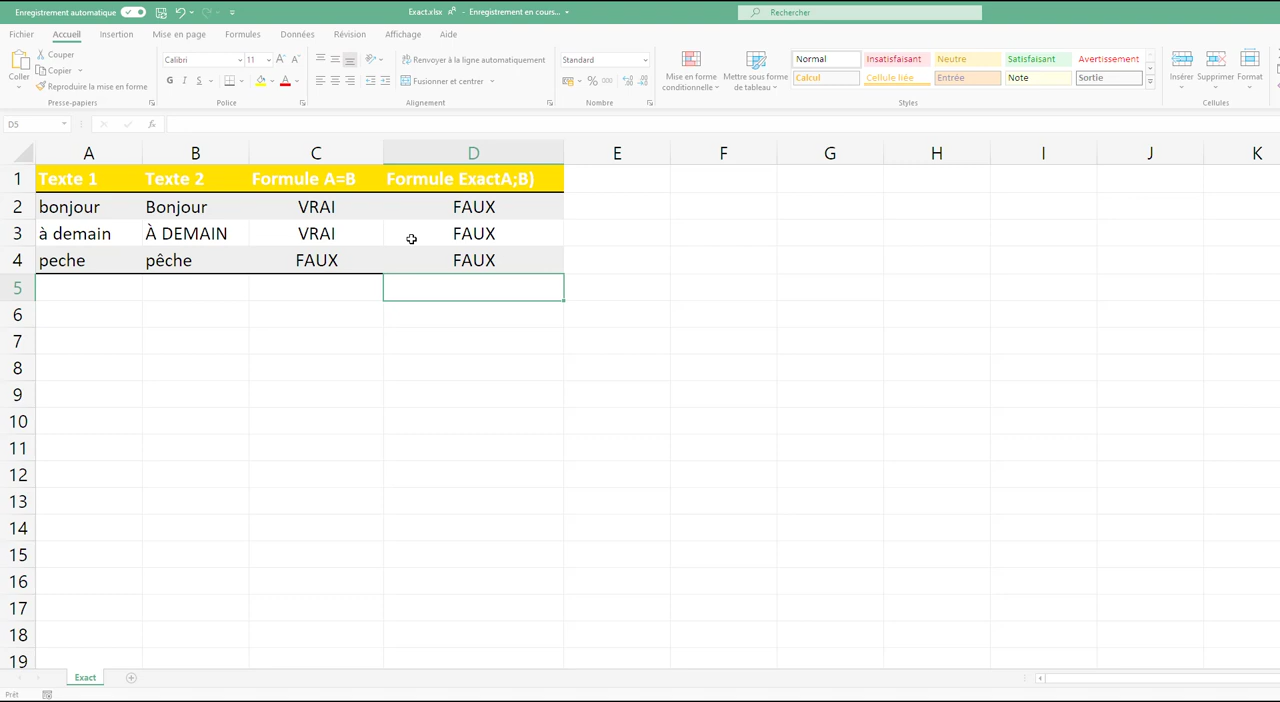 Enregistrement automatique
Exact.xlsx - Enregistrement en cours...
Rechercher
Fichier Accueil Insertion Mise en page Formules Données Révision Affichage Aide
Coller
Couper
Copier
Reproduire la mise en forme
Presse-papiers
Calibri 11
G I S
Police
Renvoyer à la ligne automatiquement
Fusionner et centrer
Alignement
Standard
% 000
Nombre
Mise en forme
conditionnelle
Mettre sous forme
de tableau
Normal Insatisfaisant Neutre Satisfaisant Avertissement
Calcul Cellule liée Entrée Note Sortie
Styles
Insérer Supprimer Format
Cellules
D5 fx
A B C D E F G H I J K
1 Texte 1 Texte 2 Formule A=B Formule ExactA;B)
2 bonjour Bonjour VRAI FAUX
3 à demain À DEMAIN VRAI FAUX
4 peche pêche FAUX FAUX
5
6
7
8
9
10
11
12
13
14
15
16
17
18
19
Exact
Prêt